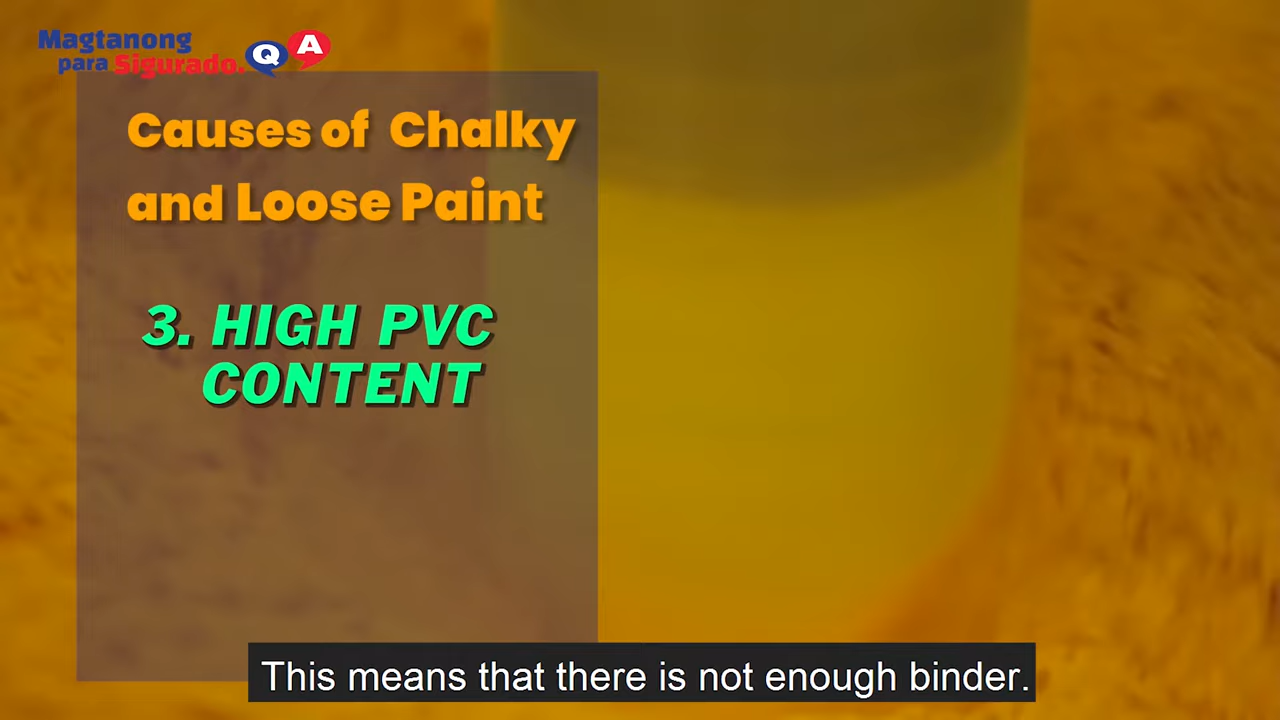 Magtanong
para Sigurado. Q A
Causes of Chalky
and Loose Paint
3. HIGH PVC
CONTENT
This means that there is not enough binder.